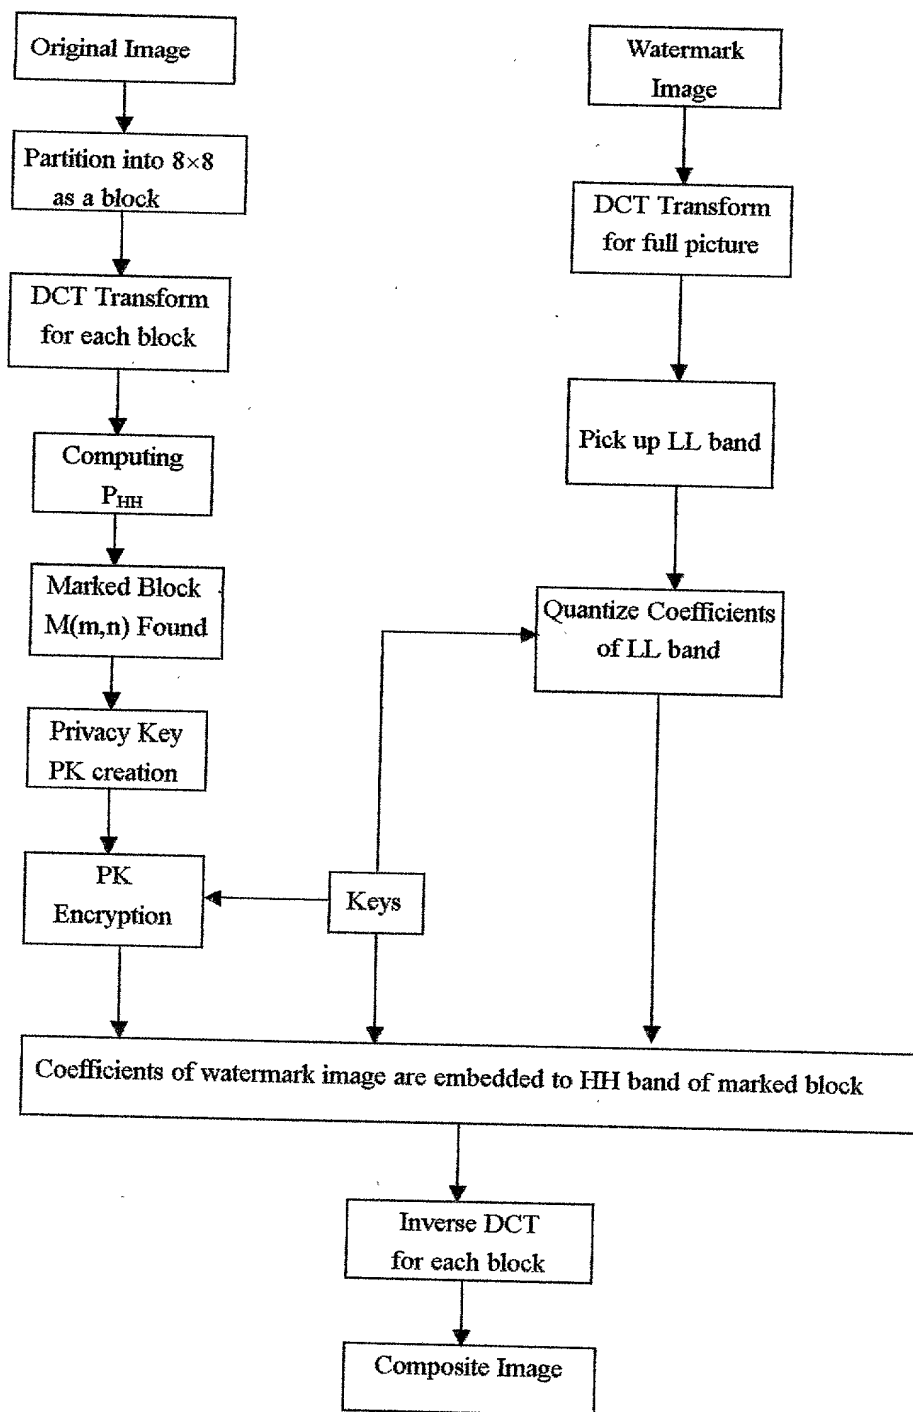 Original Image
Partition into 8×8
as a block
DCT Transform
for each block
Computing
P_HH
Marked Block
M(m,n) Found
Privacy Key
PK creation
PK
Encryption
Keys
Watermark
Image
DCT Transform
for full picture
Pick up LL band
Quantize Coefficients
of LL band
Coefficients of watermark image are embedded to HH band of marked block
Inverse DCT
for each block
Composite Image